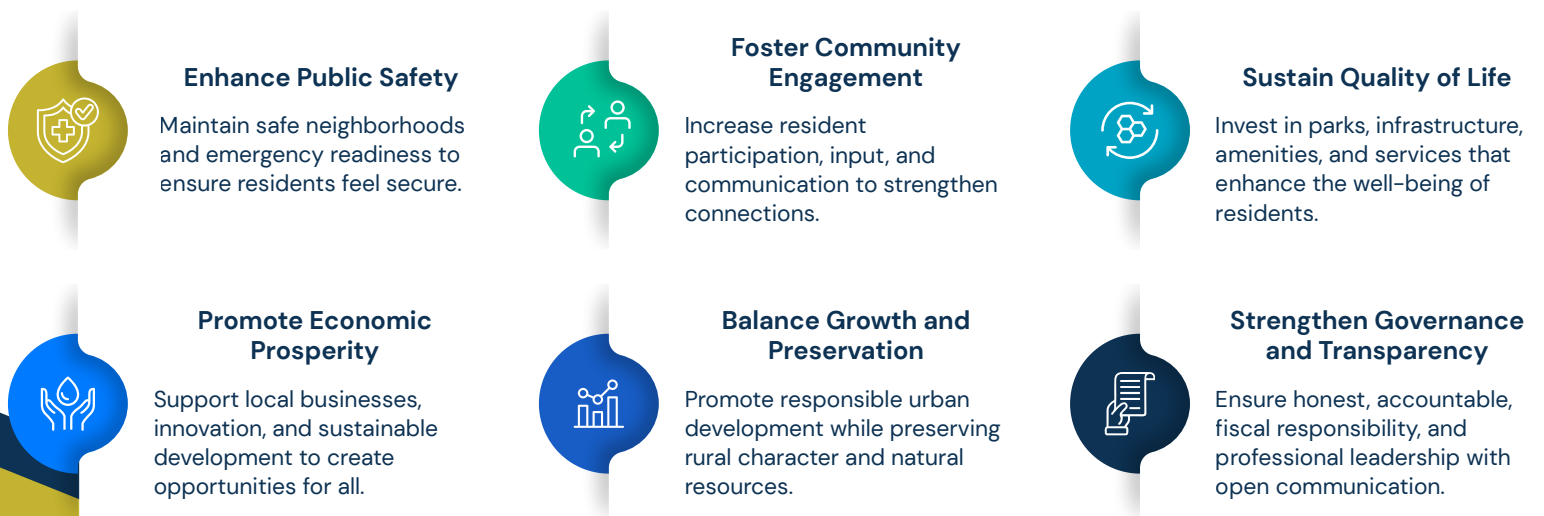 Enhance Public Safety
Maintain safe neighborhoods
and emergency readiness to
ensure residents feel secure.
Foster Community
Engagement
Increase resident
participation, input, and
communication to strengthen
connections.
Sustain Quality of Life
Invest in parks, infrastructure,
amenities, and services that
enhance the well-being of
residents.
Promote Economic
Prosperity
Support local businesses,
innovation, and sustainable
development to create
opportunities for all.
Balance Growth and
Preservation
Promote responsible urban
development while preserving
rural character and natural
resources.
Strengthen Governance
and Transparency
Ensure honest, accountable,
fiscal responsibility, and
professional leadership with
open communication.